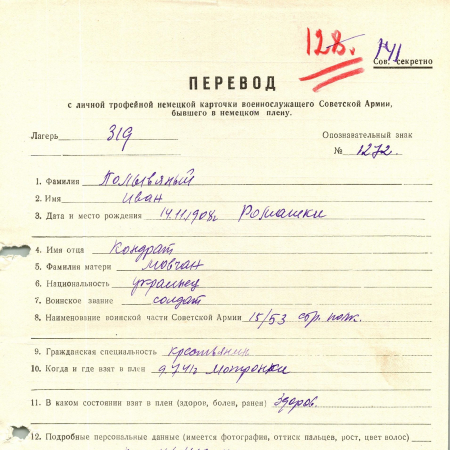 128. 141
Сов. секретно
ПЕРЕВОД
с личной трофейной немецкой карточки военнослужащего Советской Армии,
бывшего в немецком плену.
Лагерь 319 Опознавательный знак
№ 1272.
1. Фамилия Помывяный
2. Имя Иван
3. Дата и место рождения 14.11.1908г Ромашки
4. Имя отца Кондрат
5. Фамилия матери Мовчан
6. Национальность украинец
7. Воинское звание солдат
8. Наименование воинской части Советской Армии 15/53 стр. полк.
9. Гражданская специальность крестьянин
10. Когда и где взят в плен 9.7.41г Мотронки
11. В каком состоянии взят в плен (здоров, болен, ранен) здоров.
12. Подробные персональные данные (имеется фотография, оттиск пальцев, рост, цвет волос)